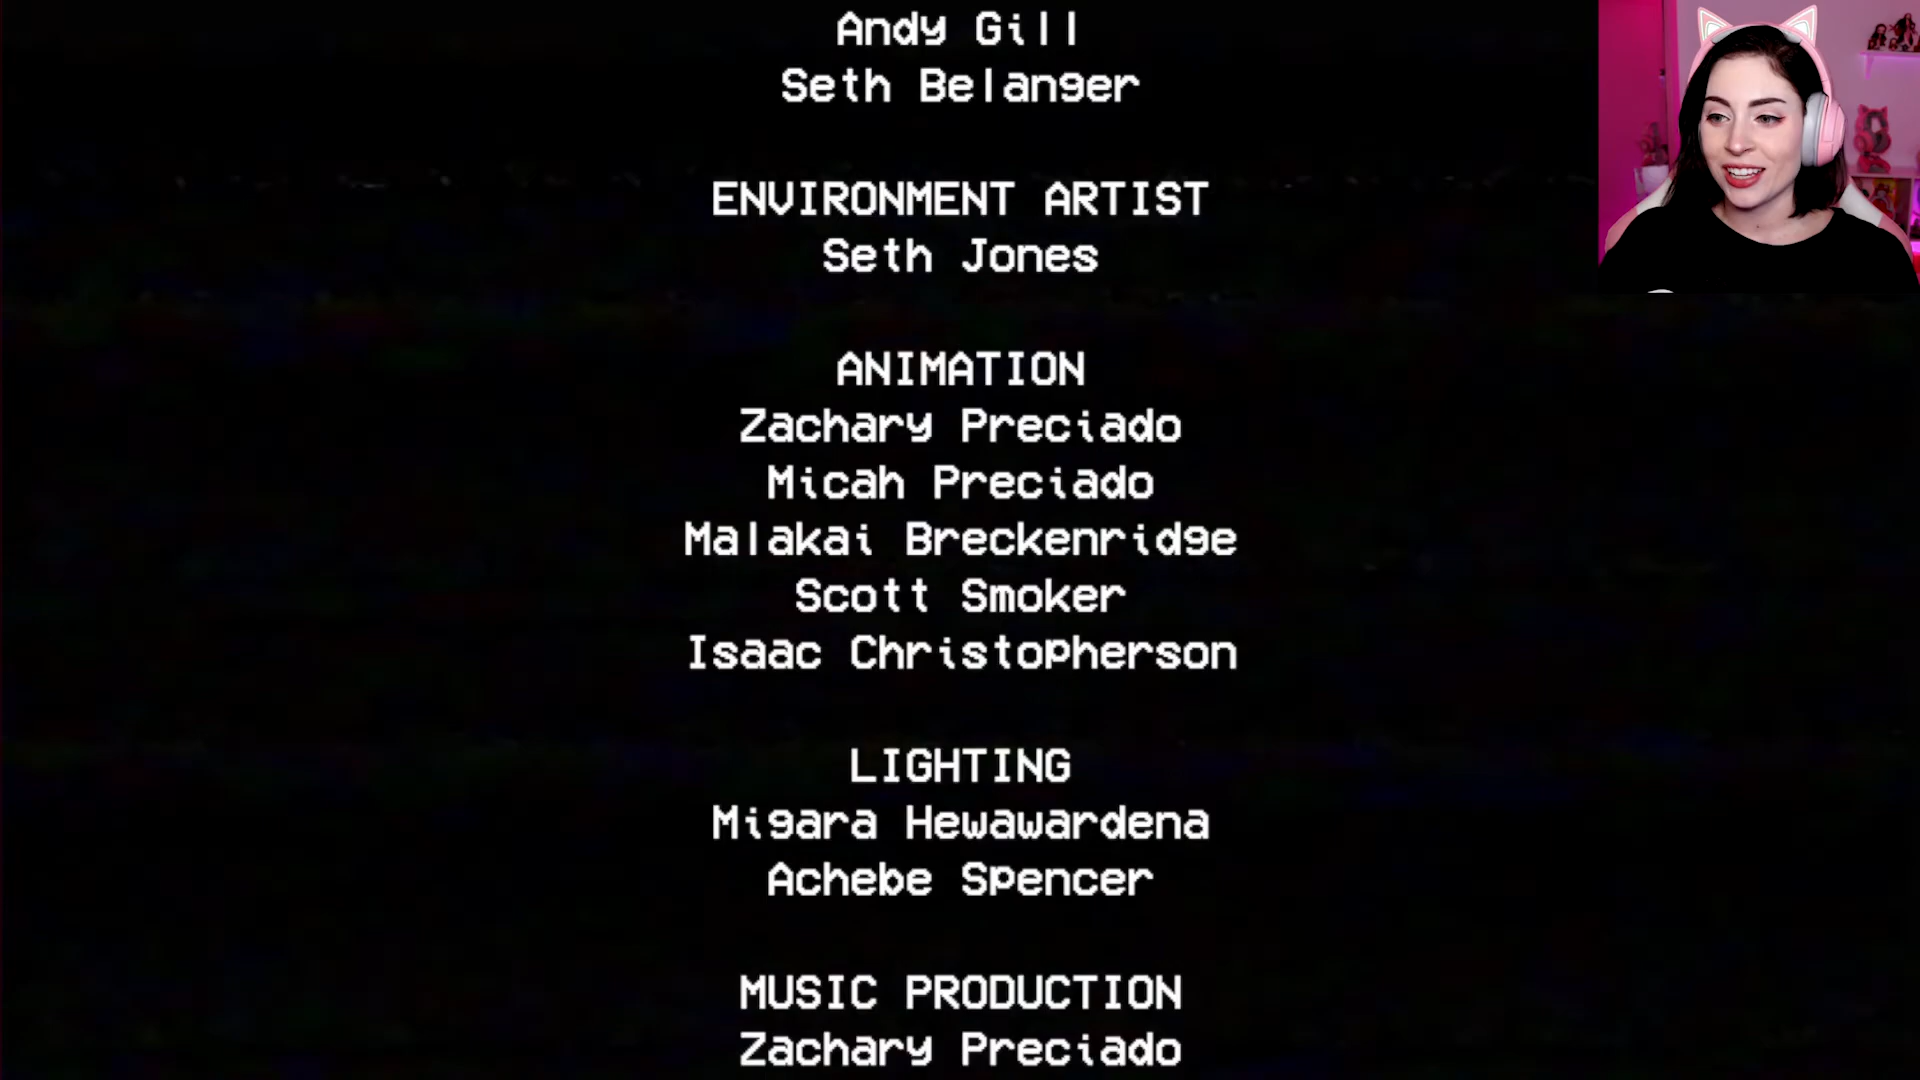 Andy Gill
Seth Belanger
ENVIRONMENT ARTIST
Seth Jones
ANIMATION
Zachary Preciado
Micah Preciado
Malakai Breckenridge
Scott Smoker
Isaac Christopherson
LIGHTING
Migara Hewawardena
Achebe Spencer
MUSIC PRODUCTION
Zachary Preciado